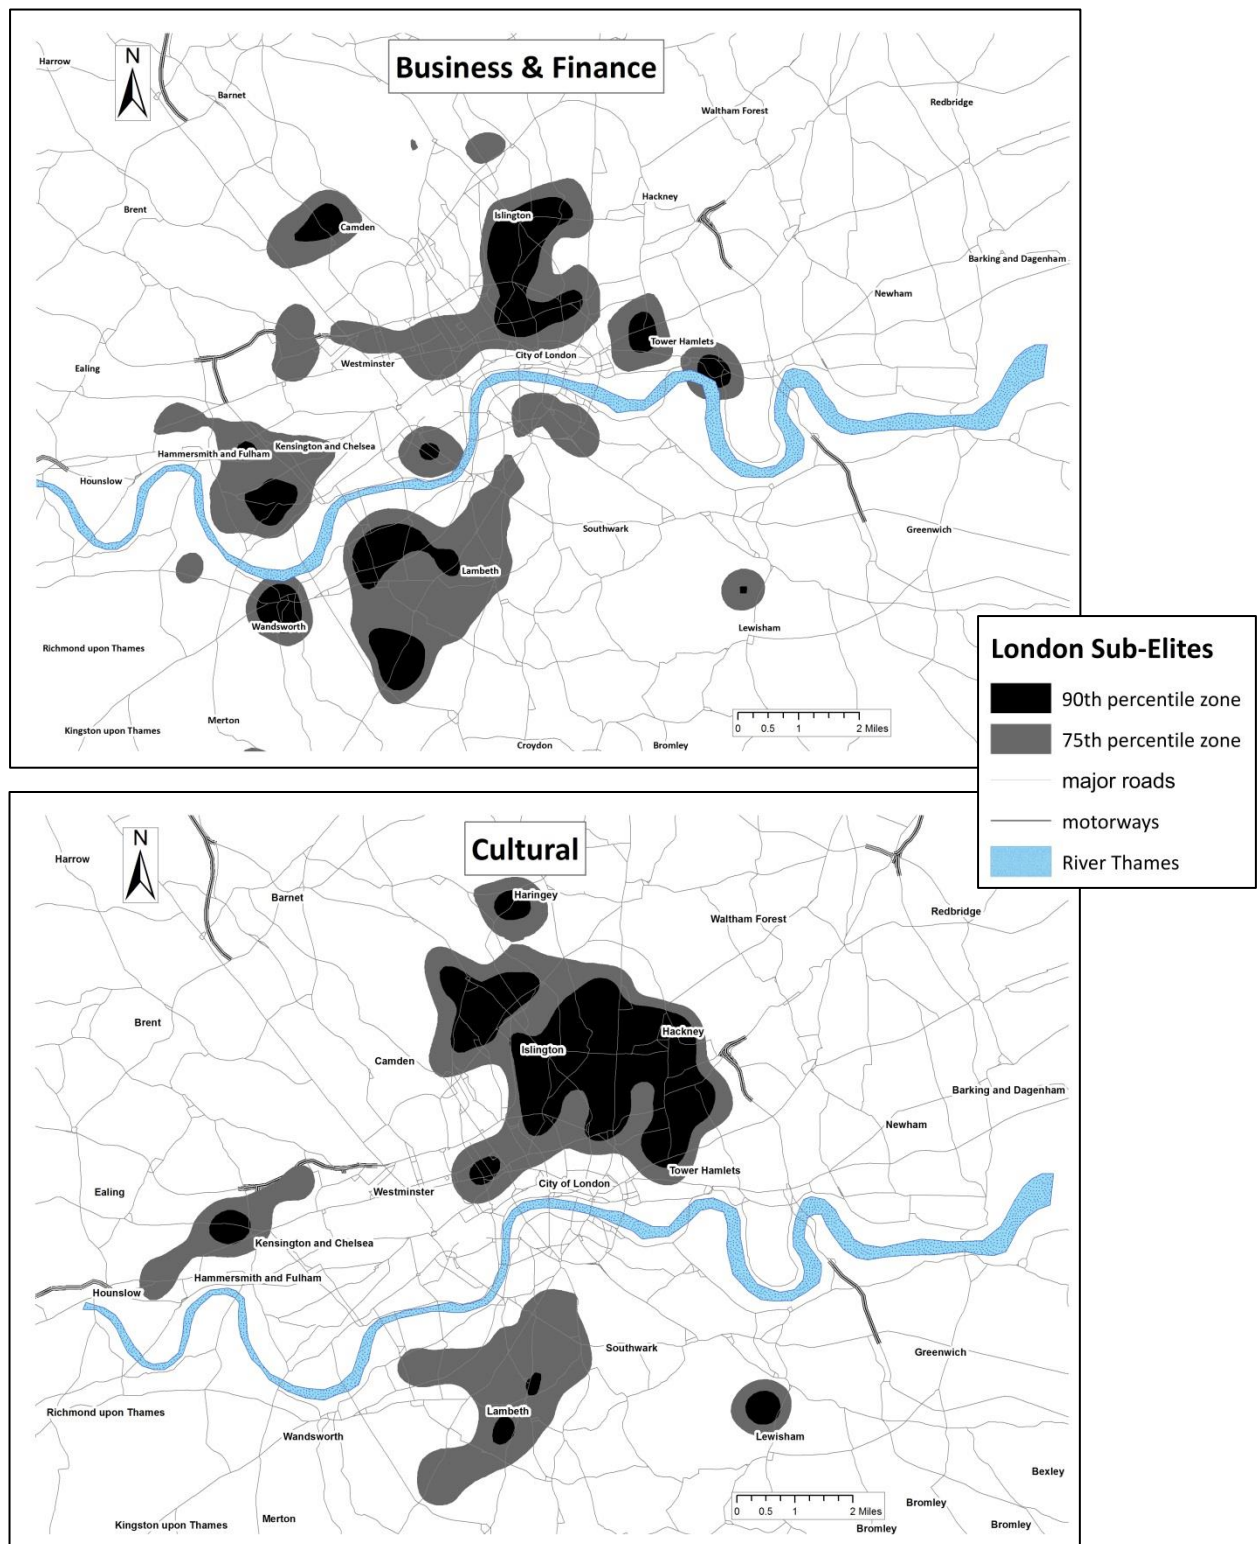 Business & Finance
N
Harrow
Barnet
Waltham Forest
Redbridge
Brent
Camden
Islington
Hackney
Barking and Dagenham
Newham
Tower Hamlets
City of London
Westminster
Ealing
Kensington and Chelsea
Hammersmith and Fulham
Hounslow
Southwark
Greenwich
Lambeth
Wandsworth
Lewisham
Richmond upon Thames
Merton
Kingston upon Thames
Croydon
Bromley
0 0.5 1 2 Miles
London Sub-Elites
90th percentile zone
75th percentile zone
major roads
motorways
River Thames
Cultural
N
Harrow
Barnet
Haringey
Waltham Forest
Redbridge
Brent
Camden
Islington
Hackney
Barking and Dagenham
Newham
Tower Hamlets
City of London
Westminster
Ealing
Kensington and Chelsea
Hammersmith and Fulham
Hounslow
Southwark
Greenwich
Richmond upon Thames
Lambeth
Wandsworth
Lewisham
Bexley
Bromley
Merton
Kingston upon Thames
Bromley
Bromley
0 0.5 1 2 Miles